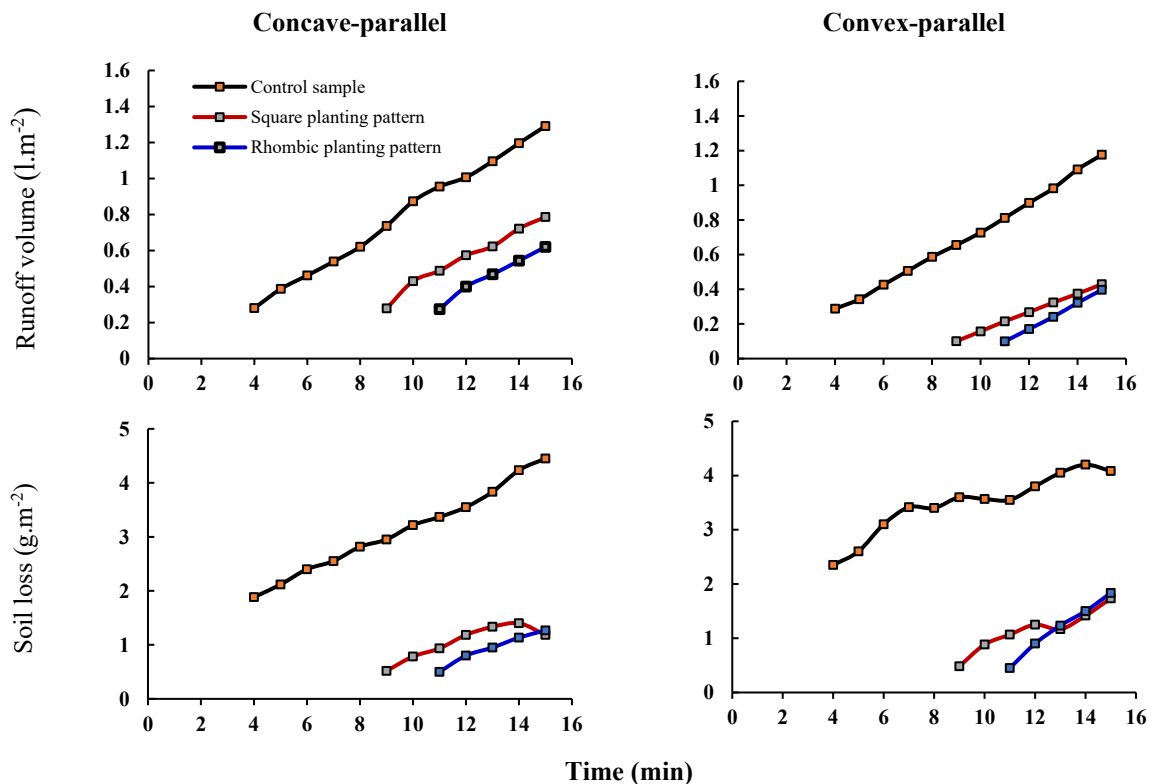 Concave-parallel
Convex-parallel
Runoff volume (l.m-2)
1.6
1.4
1.2
1
0.8
0.6
0.4
0.2
0
Control sample
Square planting pattern
Rhombic planting pattern
0 2 4 6 8 10 12 14 16
1.6
1.4
1.2
1
0.8
0.6
0.4
0.2
0
0 2 4 6 8 10 12 14 16
Soil loss (g.m-2)
5
4
3
2
1
0
0 2 4 6 8 10 12 14 16
5
4
3
2
1
0
0 2 4 6 8 10 12 14 16
Time (min)